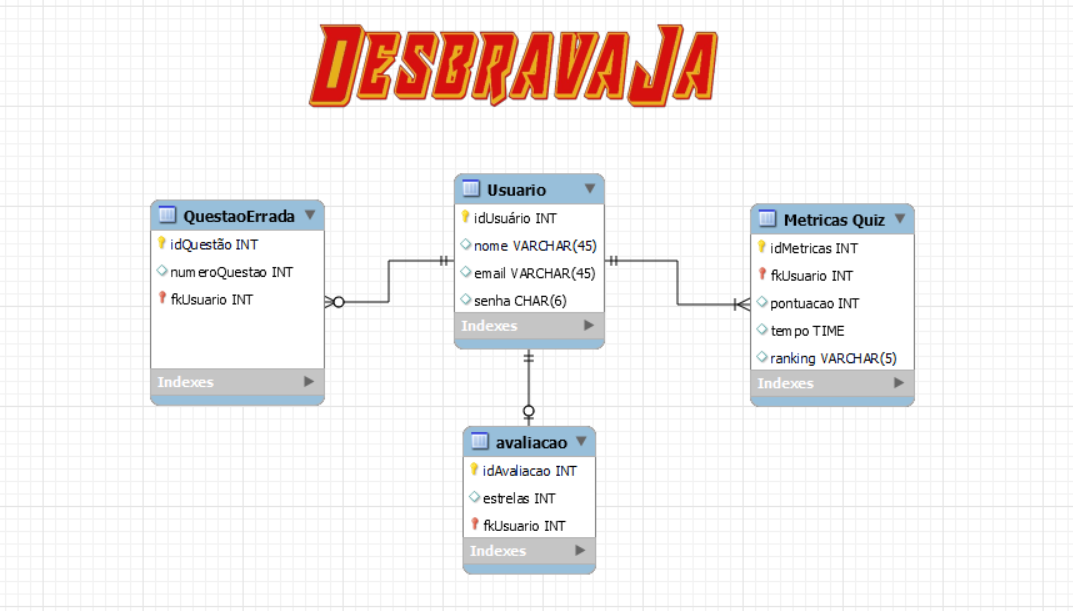 DESBRAVAJA
QuestaoErrada
idQuestão INT
numeroQuestao INT
fkUsuario INT
Indexes
Usuario
idUsuário INT
nome VARCHAR(45)
email VARCHAR(45)
senha CHAR(6)
Indexes
Metricas Quiz
idMetricas INT
fkUsuario INT
pontuacao INT
tempo TIME
ranking VARCHAR(5)
Indexes
avaliacao
idAvaliacao INT
estrelas INT
fkUsuario INT
Indexes